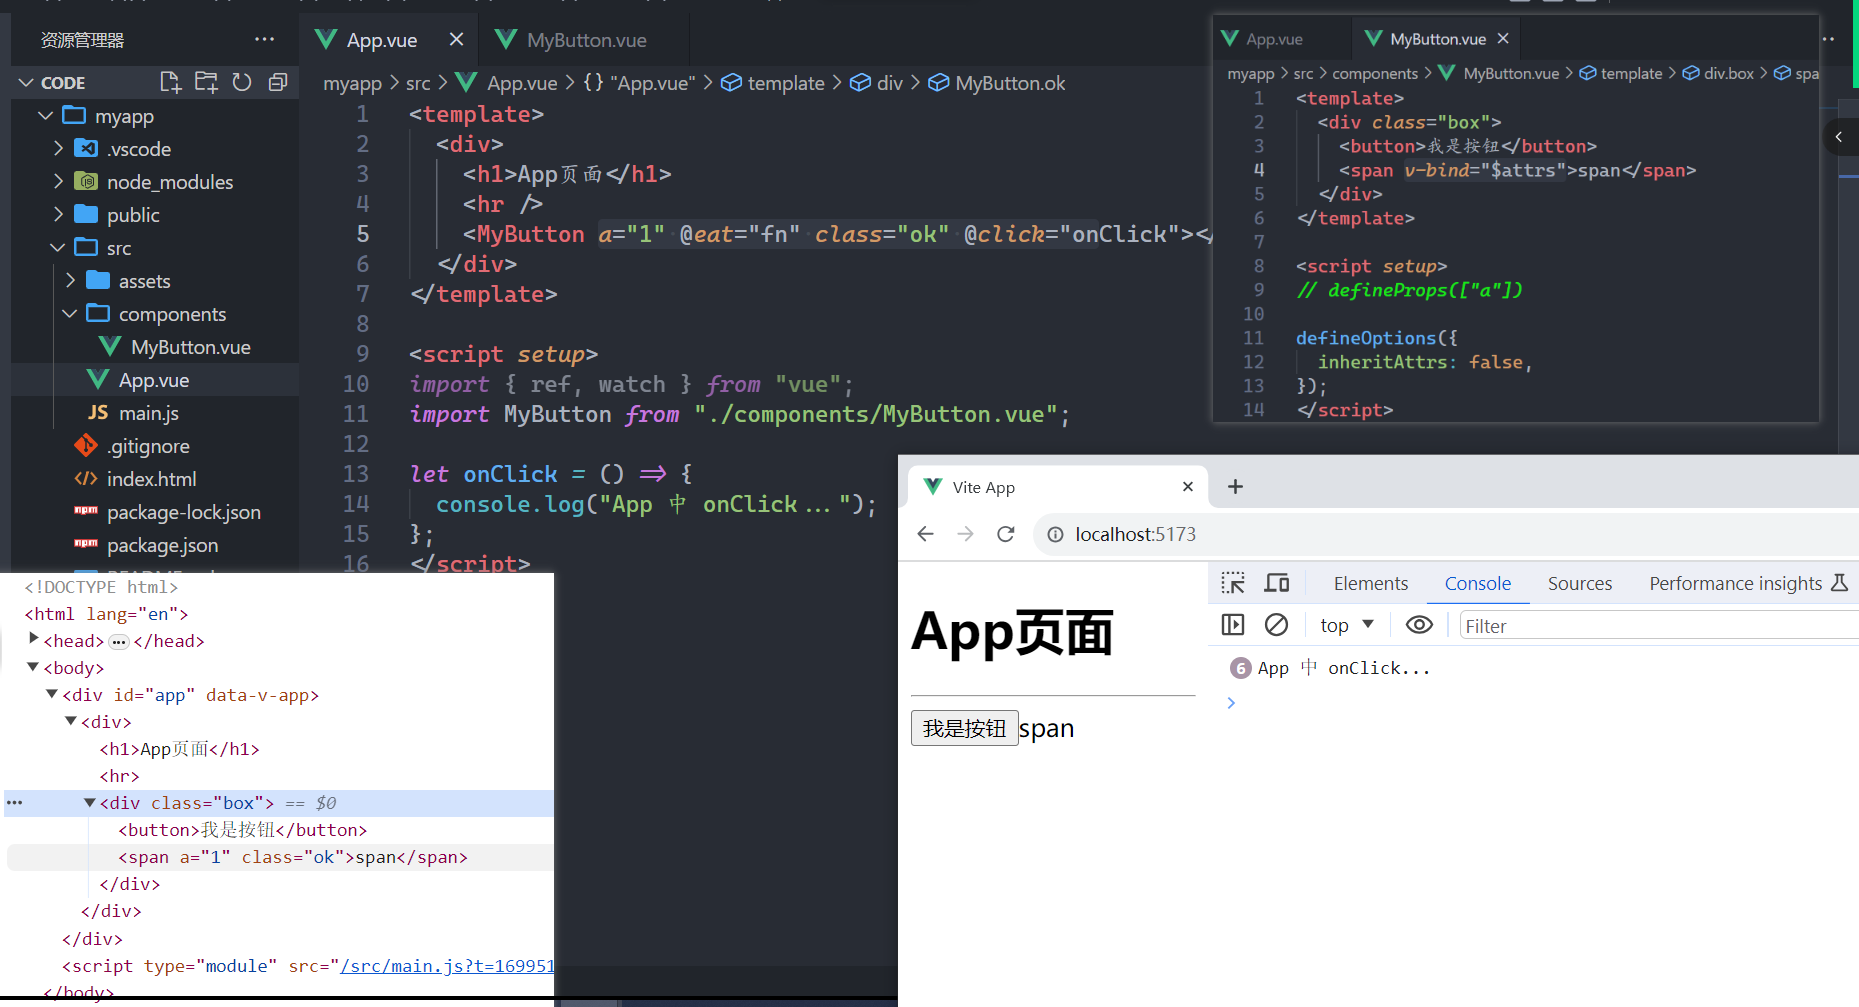 资源管理器
CODE
myapp
.vscode
node_modules
public
src
assets
components
MyButton.vue
App.vue
JS main.js
.gitignore
index.html
npm package-lock.json
npm package.json
App.vue
MyButton.vue
myapp > src > App.vue > {} "App.vue" > template > div > MyButton.ok
1 <template>
2 <div>
3 <h1>App页面</h1>
4 <hr />
5 <MyButton a="1" @eat="fn" class="ok" @click="onClick"></
6 </div>
7 </template>
8
9 <script setup>
10 import { ref, watch } from "vue";
11 import MyButton from "./components/MyButton.vue";
12
13 let onClick = () => {
14 console.log("App 中 onClick...");
15 };
16 </script>
App.vue
MyButton.vue
myapp > src > components > MyButton.vue > template > div.box > spa
1 <template>
2 <div class="box">
3 <button>我是按钮</button>
4 <span v-bind="$attrs">span</span>
5 </div>
6 </template>
7
8 <script setup>
9 // defineProps(["a"])
10
11 defineOptions({
12 inheritAttrs: false,
13 });
14 </script>
<!DOCTYPE html>
<html lang="en">
<head>…</head>
<body>
<div id="app" data-v-app>
<div>
<h1>App页面</h1>
<hr>
<div class="box"> == $0
<button>我是按钮</button>
<span a="1" class="ok">span</span>
</div>
</div>
</div>
<script type="module" src="/src/main.js?t=169951
</body>
Vite App
localhost:5173
App页面
我是按钮span
Elements Console Sources Performance insights
top
Filter
6 App 中 onClick...